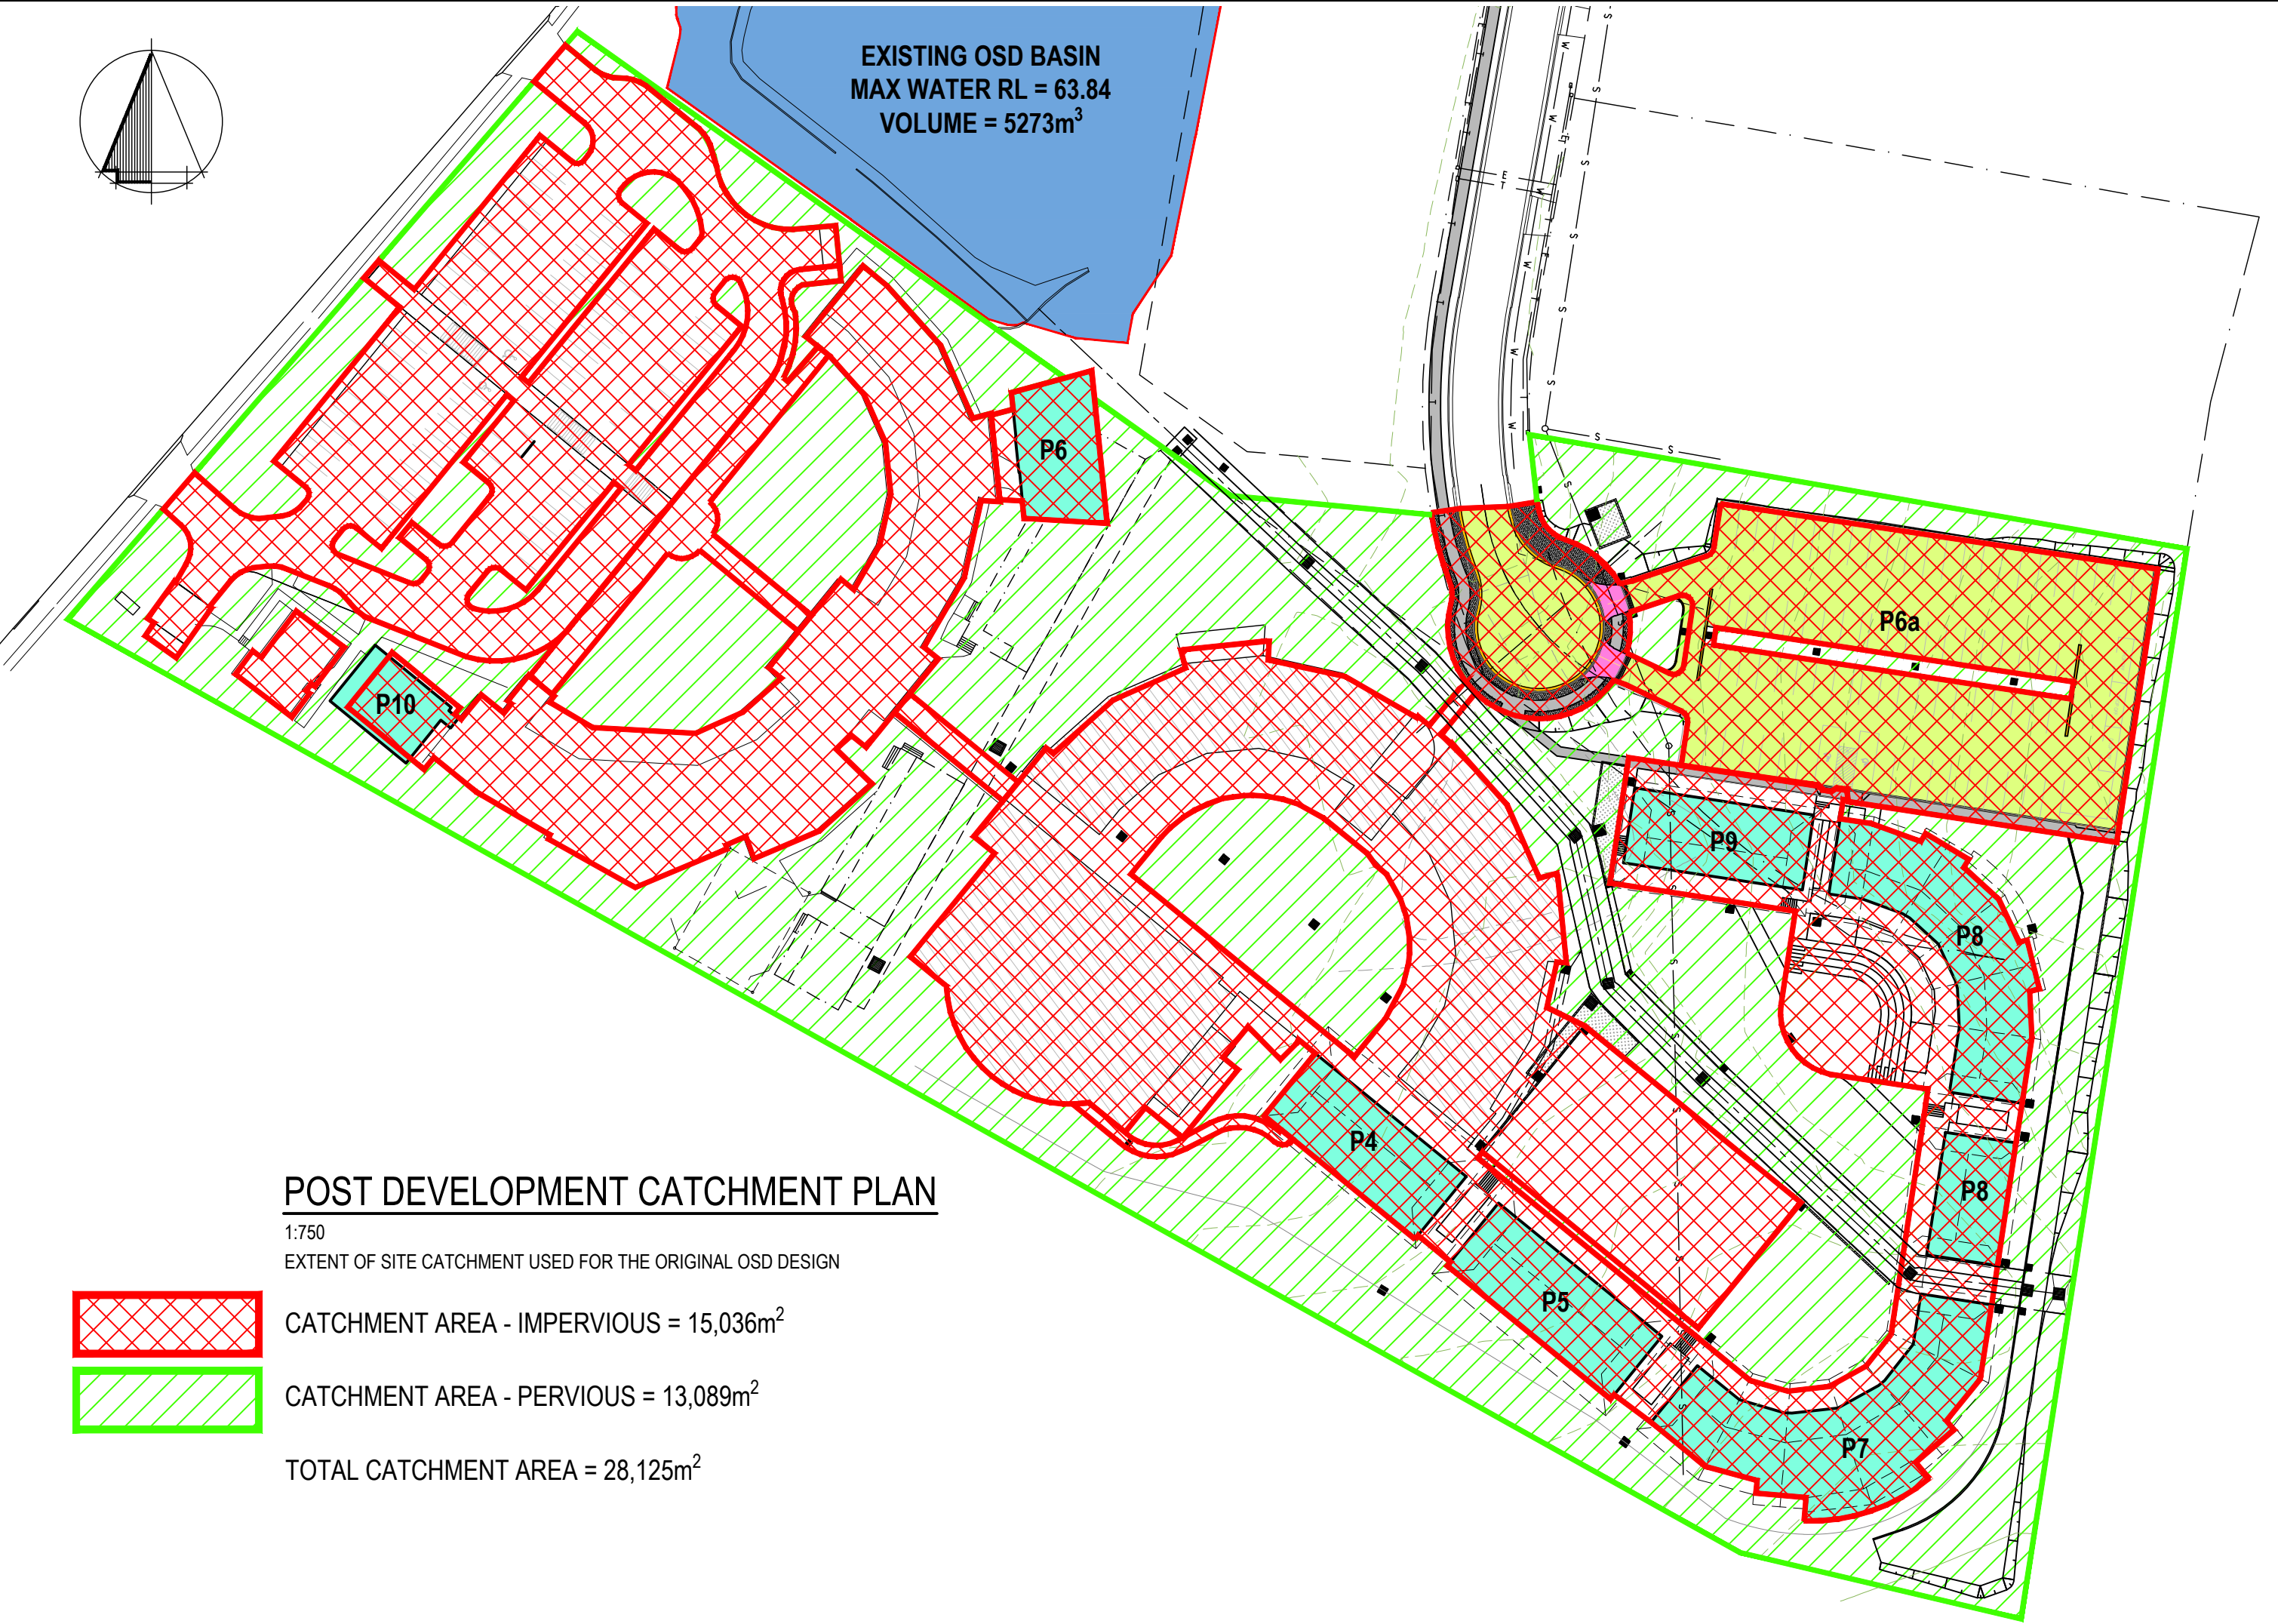 EXISTING OSD BASIN
MAX WATER RL = 63.84
VOLUME = 5273m³
P6
P6a
P10
P9
P8
P4
P8
P5
P7
POST DEVELOPMENT CATCHMENT PLAN
1:750
EXTENT OF SITE CATCHMENT USED FOR THE ORIGINAL OSD DESIGN
CATCHMENT AREA - IMPERVIOUS = 15,036m²
CATCHMENT AREA - PERVIOUS = 13,089m²
TOTAL CATCHMENT AREA = 28,125m²